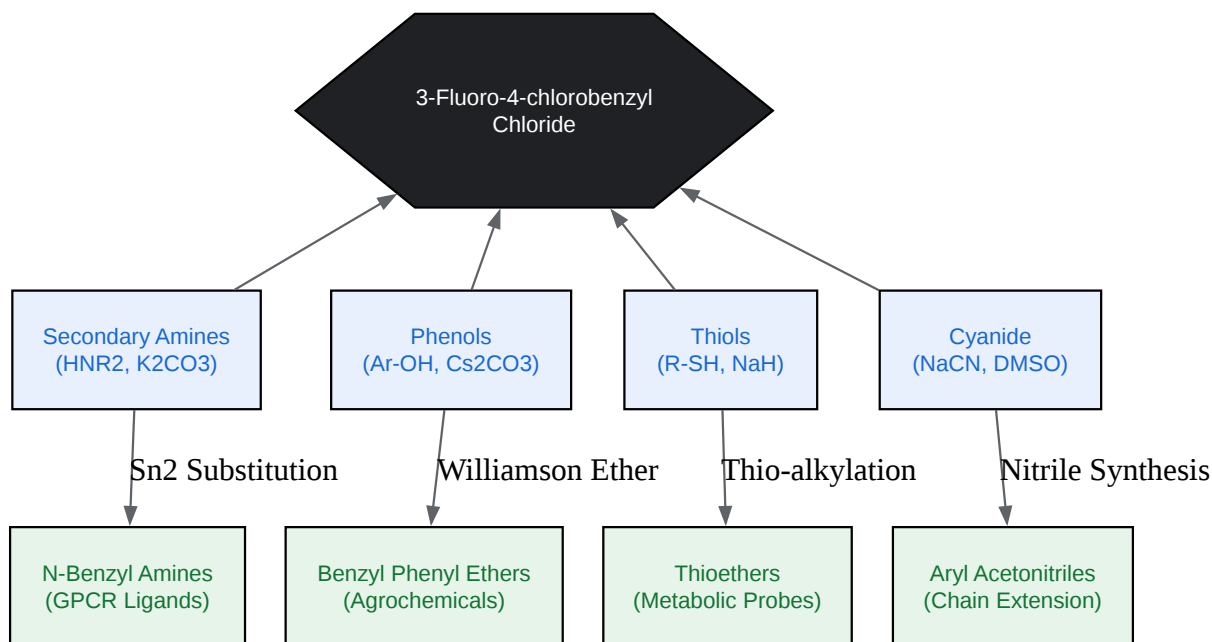 3-Fluoro-4-chlorobenzyl
Chloride
Secondary Amines
(HNR2, K2CO3)
Phenols
(Ar-OH, Cs2CO3)
Thiols
(R-SH, NaH)
Cyanide
(NaCN, DMSO)
Sn2 Substitution
Williamson Ether
Thio-alkylation
Nitrile Synthesis
N-Benzyl Amines
(GPCR Ligands)
Benzyl Phenyl Ethers
(Agrochemicals)
Thioethers
(Metabolic Probes)
Aryl Acetonitriles
(Chain Extension)